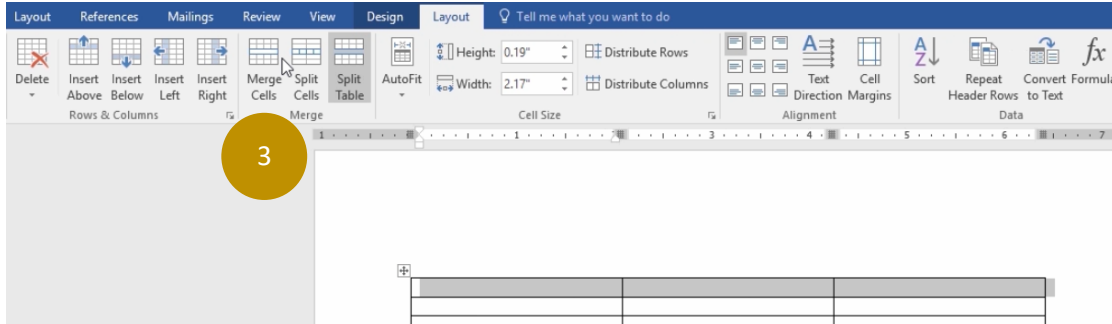 Layout References Mailings Review View Design Layout Tell me what you want to do
Delete
Insert Above
Insert Below
Insert Left
Insert Right
Rows & Columns
Merge Cells
Split Cells
Split Table
Merge
AutoFit
Height: 0.19"
Width: 2.17"
Distribute Rows
Distribute Columns
Cell Size
Text Direction
Cell Margins
Alignment
A Z
Sort
Repeat Header Rows
Convert to Text
fx
Formula
Data
3
1 1 3 4 5 6 7